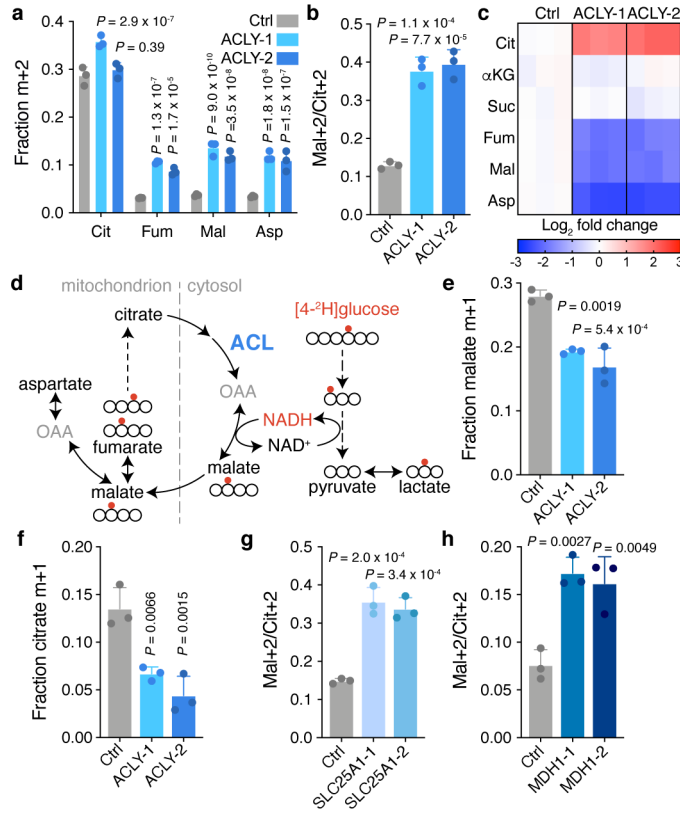 a
Ctrl
ACLY-1
ACLY-2
Fraction m+2
0.4
0.3
0.2
0.1
0.0
P = 2.9 x 10-7
P = 0.39
P = 1.3 x 10-7
P = 1.7 x 10-5
P = 9.0 x 10-10
P =3.5 x 10-8
P = 1.8 x 10-8
P =1.5 x 10-7
Cit Fum Mal Asp
b
Mal+2/Cit+2
0.5
0.4
0.3
0.2
0.1
0.0
P = 1.1 x 10-4
P = 7.7 x 10-5
Ctrl
ACLY-1
ACLY-2
c
Ctrl ACLY-1 ACLY-2
Cit
αKG
Suc
Fum
Mal
Asp
Log2 fold change
-3 -2 -1 0 1 2 3
d
mitochondrion cytosol
citrate
[4-2H]glucose
ACL
aspartate
OAA
OAA
NADH
NAD+
fumarate
malate
malate
pyruvate lactate
e
Fraction malate m+1
0.3
0.2
0.1
0.0
P = 0.0019
P = 5.4 x 10-4
Ctrl
ACLY-1
ACLY-2
f
Fraction citrate m+1
0.20
0.15
0.10
0.05
0.00
P = 0.0066
P = 0.0015
Ctrl
ACLY-1
ACLY-2
g
Mal+2/Cit+2
0.5
0.4
0.3
0.2
0.1
0.0
P = 2.0 x 10-4
P = 3.4 x 10-4
Ctrl
SLC25A1-1
SLC25A1-2
h
Mal+2/Cit+2
0.20
0.15
0.10
0.05
0.00
P = 0.0027
P = 0.0049
Ctrl
MDH1-1
MDH1-2